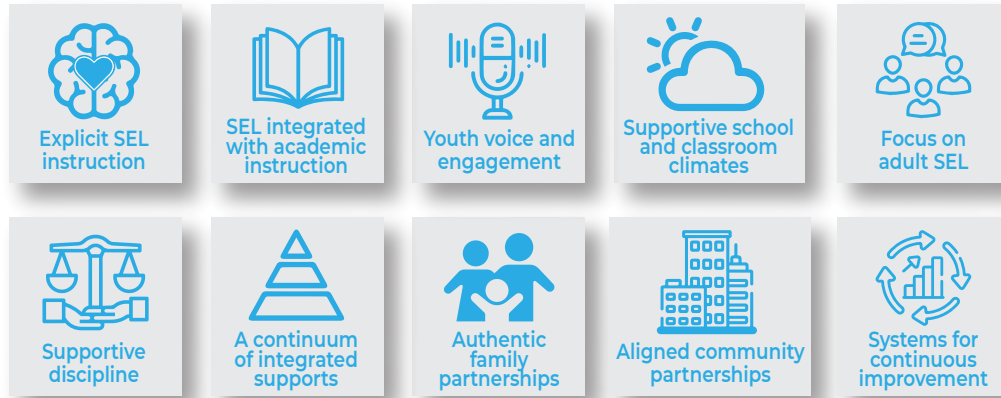 Explicit SEL
instruction
SEL integrated
with academic
instruction
Youth voice and
engagement
Supportive school
and classroom
climates
Focus on
adult SEL
Supportive
discipline
A continuum
of integrated
supports
Authentic
family
partnerships
Aligned community
partnerships
Systems for
continuous
improvement